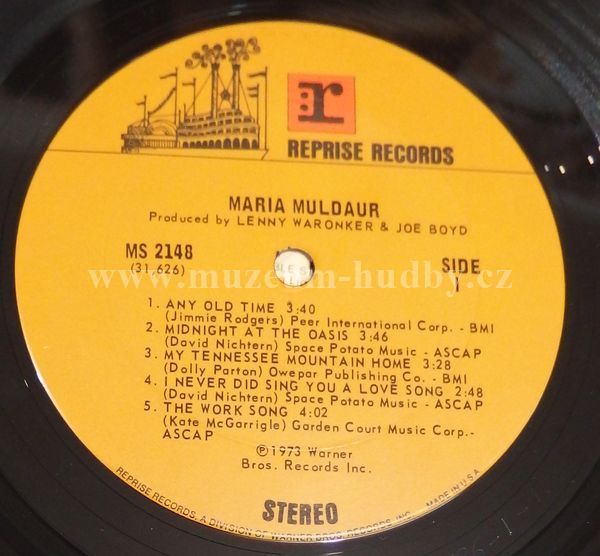 r
REPRISE RECORDS
MARIA MULDAUR
Produced by LENNY WARONKER & JOE BOYD
MS 2148
(31,626)
SIDE
1
www.muzeum-hudby.cz
1. ANY OLD TIME 3:40
(Jimmie Rodgers) Peer International Corp. - BMI
2. MIDNIGHT AT THE OASIS 3:46
(David Nichtern) Space Potato Music - ASCAP
3. MY TENNESSEE MOUNTAIN HOME 3:28
(Dolly Parton) Owepar Publishing Co. - BMI
4. I NEVER DID SING YOU A LOVE SONG 2:48
(David Nichtern) Space Potato Music - ASCAP
5. THE WORK SONG 4:02
(Kate McGarrigle) Garden Court Music Corp.-
ASCAP
℗1973 Warner
Bros. Records Inc.
STEREO
REPRISE RECORDS, A DIVISION OF WARNER BROS. RECORDS, INC.
MADE IN U.S.A.